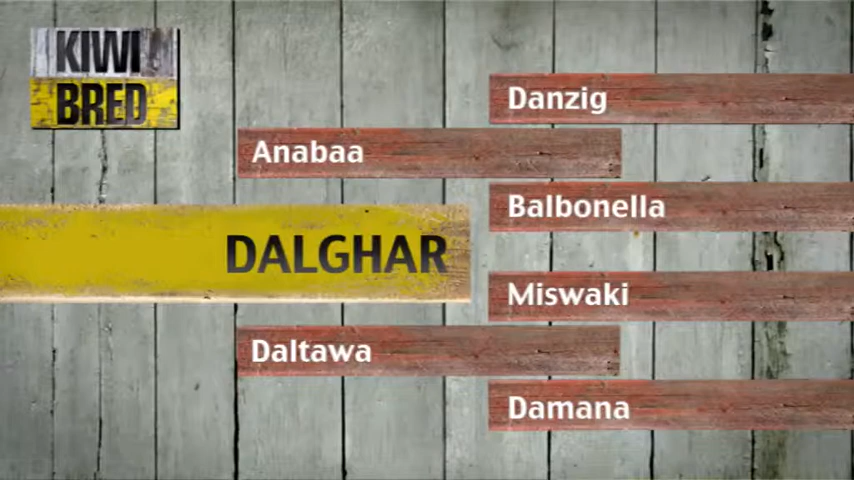 KIWI
BRED
Danzig
Anabaa
Balbonella
DALGHAR
Miswaki
Daltawa
Damana